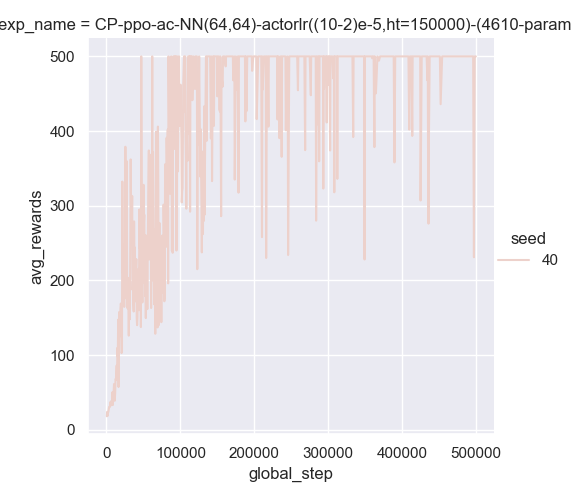 exp_name = CP-ppo-ac-NN(64,64)-actorlr((10-2)e-5,ht=150000)-(4610-param
500
400
300
200
100
0
avg_rewards
0 100000 200000 300000 400000 500000
global_step
seed
40